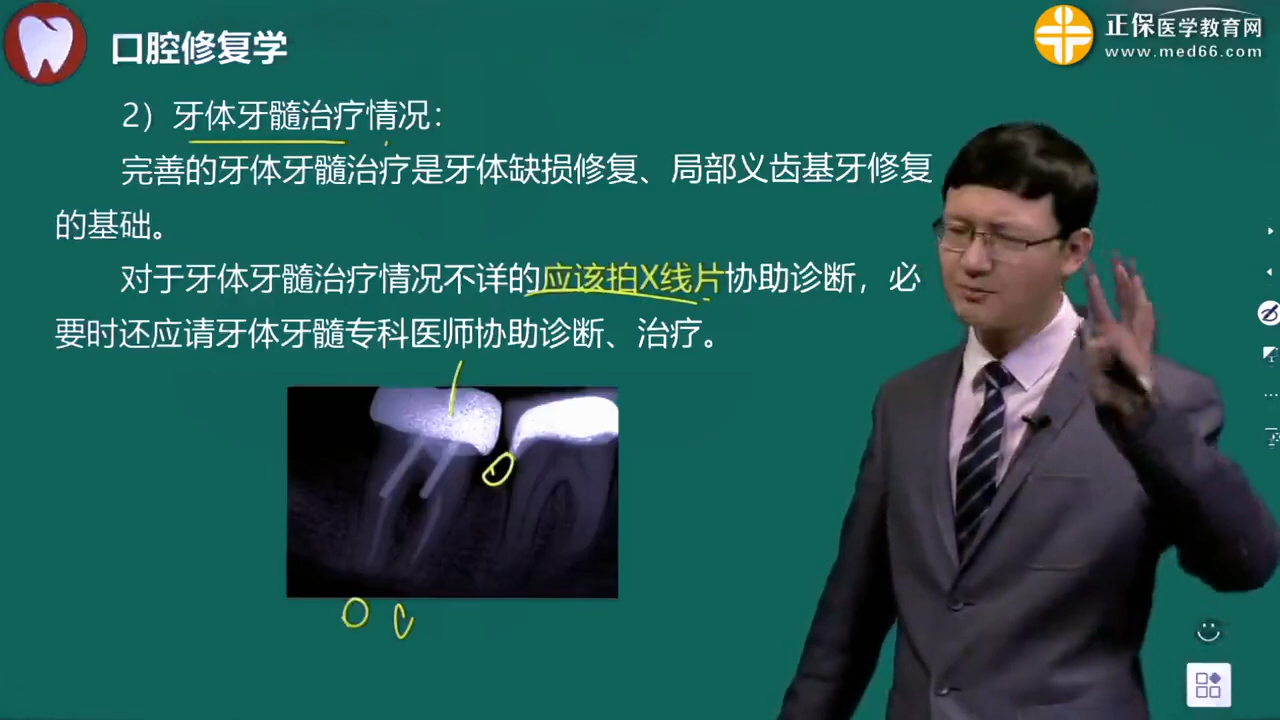 口腔修复学
正保医学教育网
www.med66.com
2）牙体牙髓治疗情况：
完善的牙体牙髓治疗是牙体缺损修复、局部义齿基牙修复
的基础。
对于牙体牙髓治疗情况不详的应该拍X线片协助诊断，必
要时还应请牙体牙髓专科医师协助诊断、治疗。